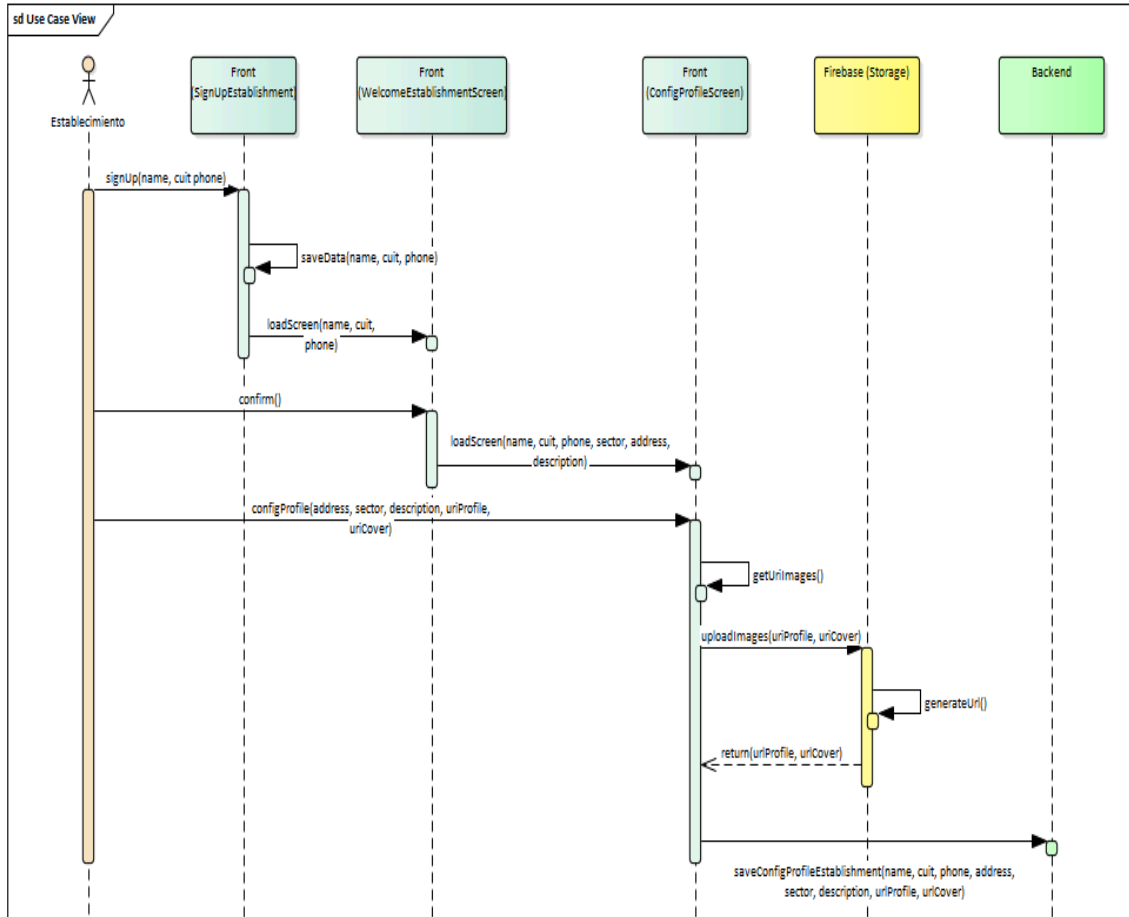 sd Use Case View
Establecimiento
Front
(SignUpEstablishment)
Front
(WelcomeEstablishmentScreen)
Front
(ConfigProfileScreen)
Firebase (Storage)
Backend
signUp(name, cuit phone)
saveData(name, cuit, phone)
loadScreen(name, cuit,
phone)
confirm()
loadScreen(name, cuit, phone, sector, address,
description)
configProfile(address, sector, description, uriProfile,
uriCover)
getUriImages()
uploadImages(uriProfile, uriCover)
generateUrl()
return(urlProfile, urlCover)
saveConfigProfileEstablishment(name, cuit, phone, address,
sector, description, urlProfile, urlCover)